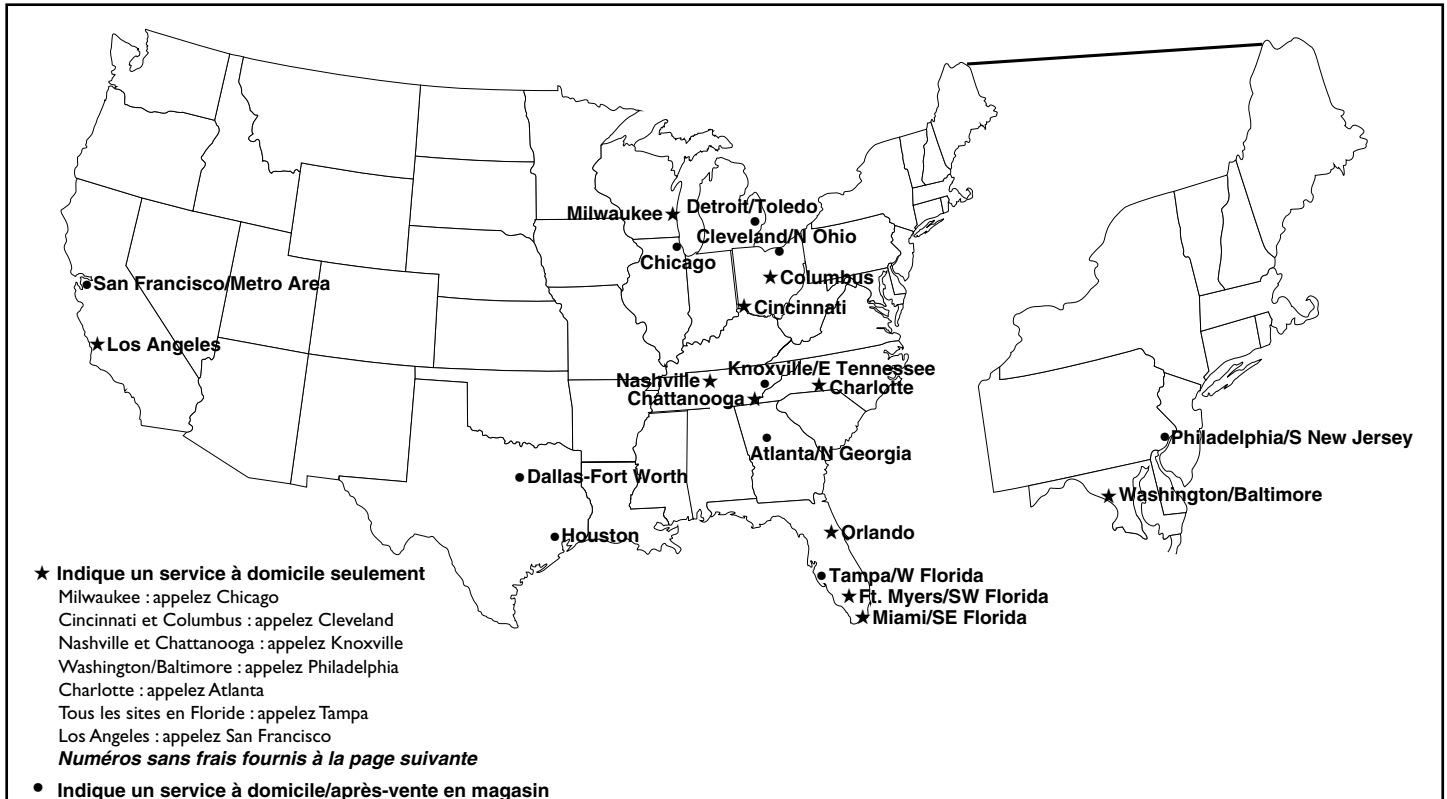 Detroit/Toledo
Milwaukee
Cleveland/N Ohio
Chicago
Columbus
San Francisco/Metro Area
Cincinnati
Los Angeles
Knoxville/E Tennessee
Nashville
Charlotte
Chattanooga
Philadelphia/S New Jersey
Atlanta/N Georgia
Dallas-Fort Worth
Washington/Baltimore
Orlando
Houston
Tampa/W Florida
Ft. Myers/SW Florida
Miami/SE Florida
★ Indique un service à domicile seulement
Milwaukee : appelez Chicago
Cincinnati et Columbus : appelez Cleveland
Nashville et Chattanooga : appelez Knoxville
Washington/Baltimore : appelez Philadelphia
Charlotte : appelez Atlanta
Tous les sites en Floride : appelez Tampa
Los Angeles : appelez San Francisco
Numéros sans frais fournis à la page suivante
• Indique un service à domicile/après-vente en magasin